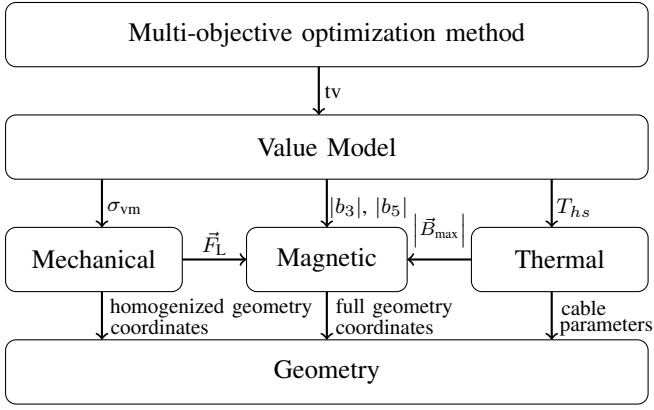 Multi-objective optimization method
tv
Value Model
σvm
|b3|, |b5|
Ths
|B⃗max|
F⃗L
Mechanical
Magnetic
Thermal
homogenized geometry
coordinates
full geometry
coordinates
cable
parameters
Geometry